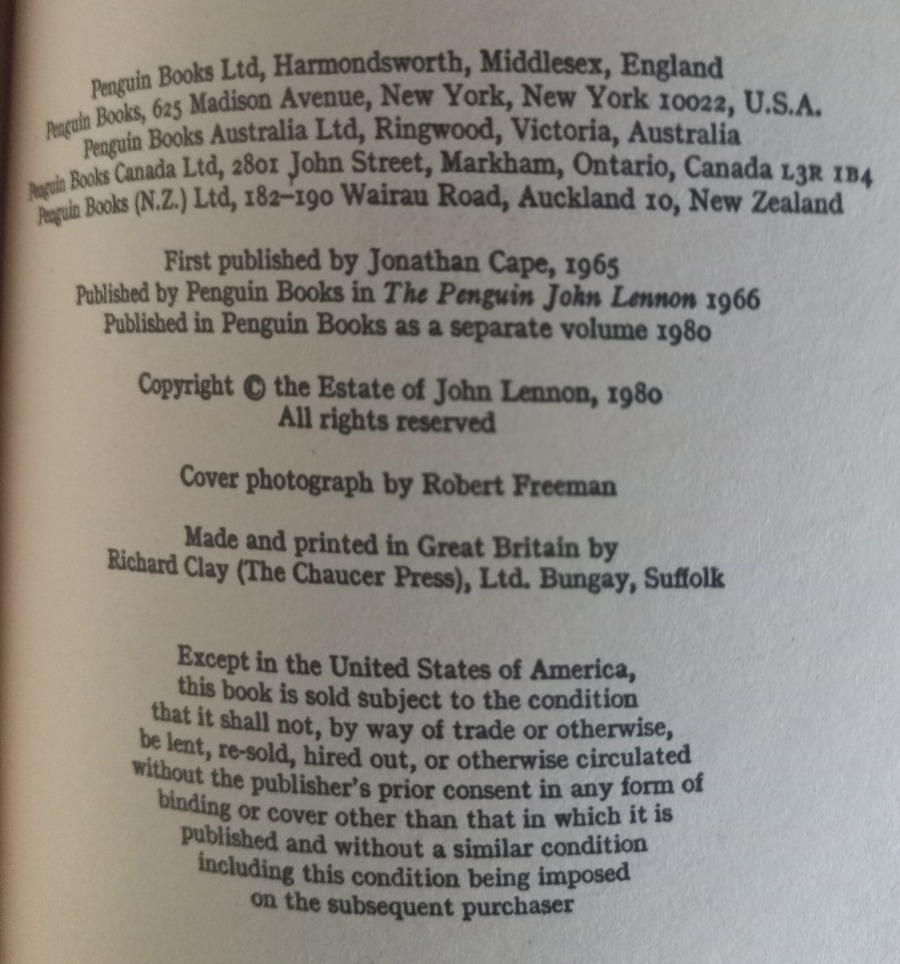 Penguin Books Ltd, Harmondsworth, Middlesex, England
Penguin Books, 625 Madison Avenue, New York, New York 10022, U.S.A.
Penguin Books Australia Ltd, Ringwood, Victoria, Australia
Penguin Books Canada Ltd, 2801 John Street, Markham, Ontario, Canada L3R 1B4
Penguin Books (N.Z.) Ltd, 182–190 Wairau Road, Auckland 10, New Zealand
First published by Jonathan Cape, 1965
Published by Penguin Books in The Penguin John Lennon 1966
Published in Penguin Books as a separate volume 1980
Copyright © the Estate of John Lennon, 1980
All rights reserved
Cover photograph by Robert Freeman
Made and printed in Great Britain by
Richard Clay (The Chaucer Press), Ltd. Bungay, Suffolk
Except in the United States of America,
this book is sold subject to the condition
that it shall not, by way of trade or otherwise,
be lent, re-sold, hired out, or otherwise circulated
without the publisher's prior consent in any form of
binding or cover other than that in which it is
published and without a similar condition
including this condition being imposed
on the subsequent purchaser